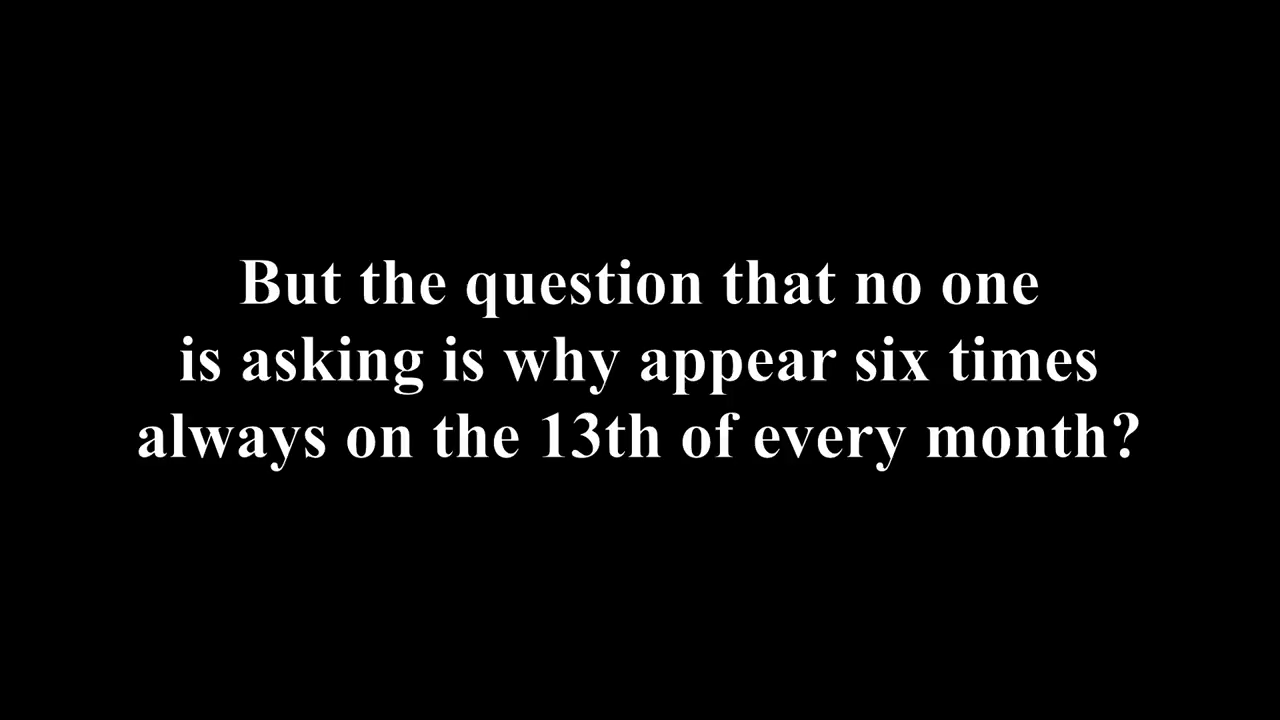 But the question that no one
is asking is why appear six times
always on the 13th of every month?